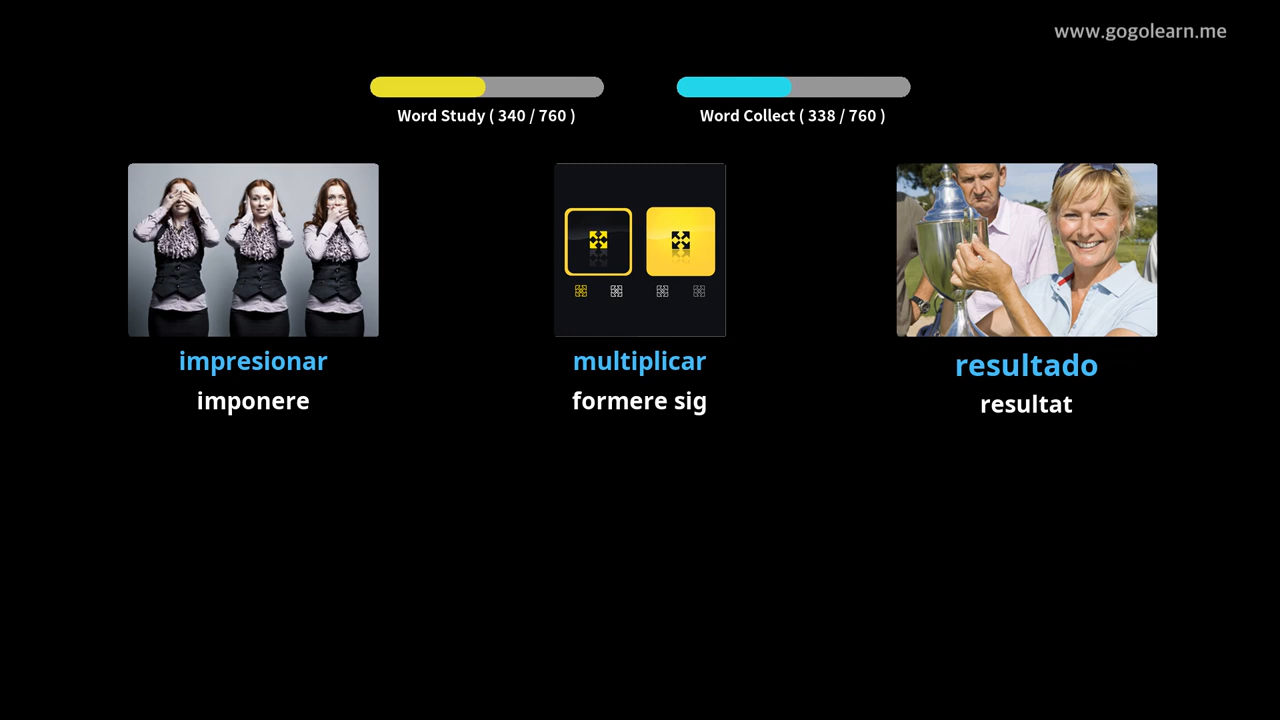 www.gogolearn.me
Word Study ( 340 / 760 )
Word Collect ( 338 / 760 )
impresionar
imponere
multiplicar
formere sig
resultado
resultat